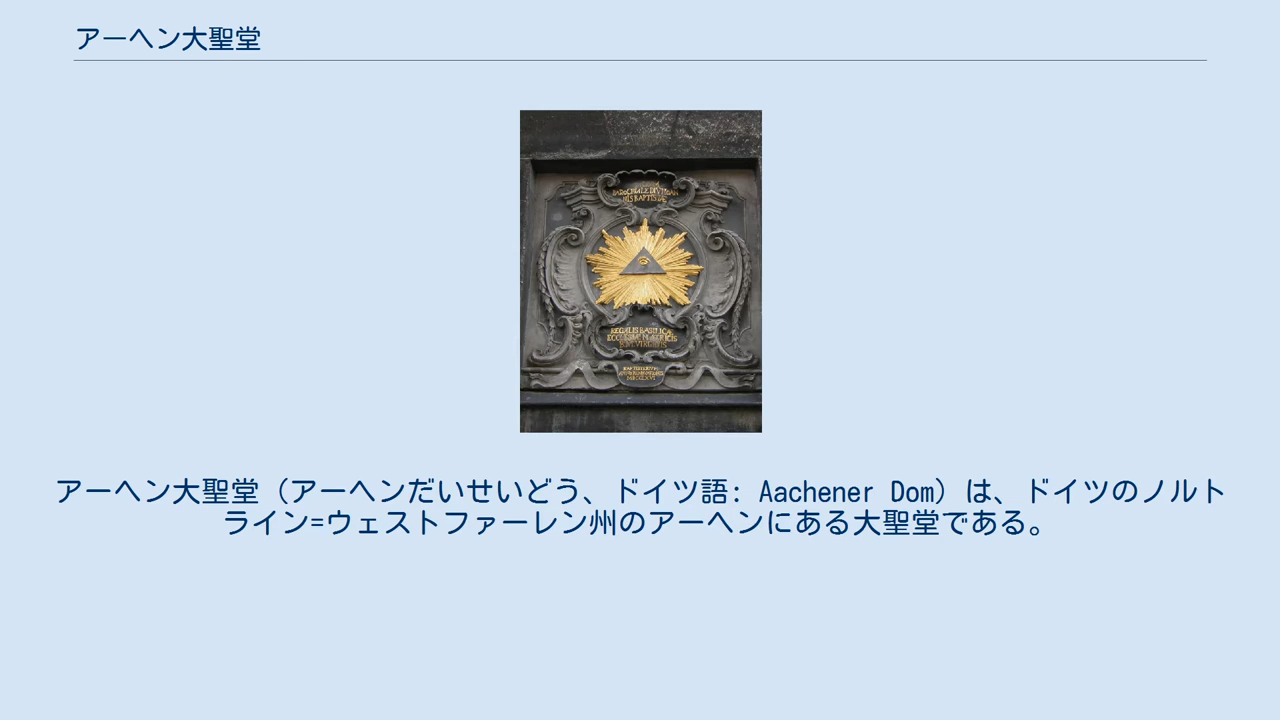 アーヘン大聖堂
REGALIS BASILICÆ
アーヘン大聖堂（アーヘンだいせいどう、ドイツ語: Aachener Dom）は、ドイツのノルト
ライン=ウェストファーレン州のアーヘンにある大聖堂である。